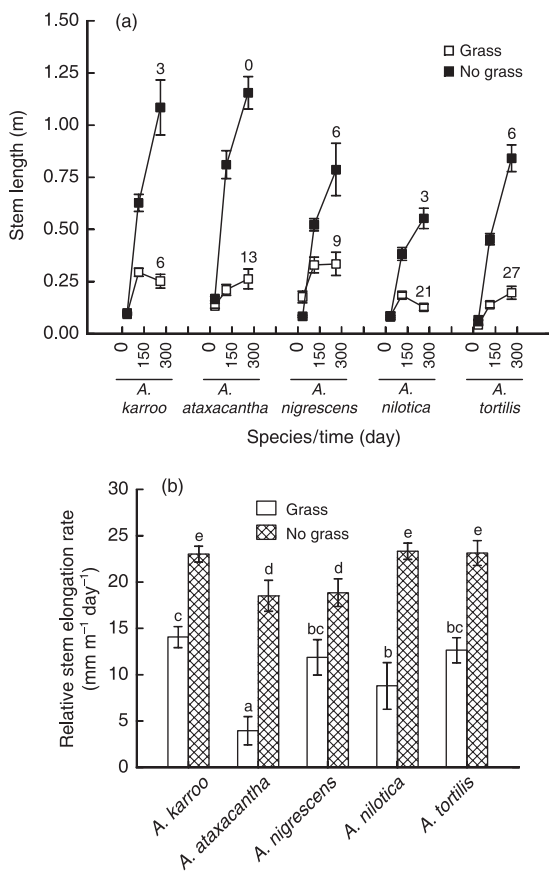 (a)
1.50
1.25
1.00
0.75
0.50
0.25
0.00
Stem length (m)
Grass
No grass
3
0
6
3
6
6
13
9
21
27
0 150 300 0 150 300 0 150 300 0 150 300 0 150 300
A. A. A. A. A.
karroo ataxacantha nigrescens nilotica tortilis
Species/time (day)
(b)
30
25
20
15
10
5
0
Relative stem elongation rate
(mm m⁻¹ day⁻¹)
Grass
No grass
c e a d bc d b e bc e
A. karroo
A. ataxacantha
A. nigrescens
A. nilotica
A. tortilis